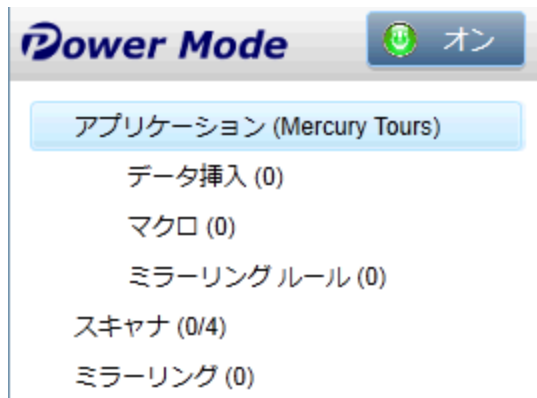 Power Mode オン
アプリケーション (Mercury Tours)
データ挿入 (0)
マクロ (0)
ミラーリング ルール (0)
スキャナ (0/4)
ミラーリング (0)